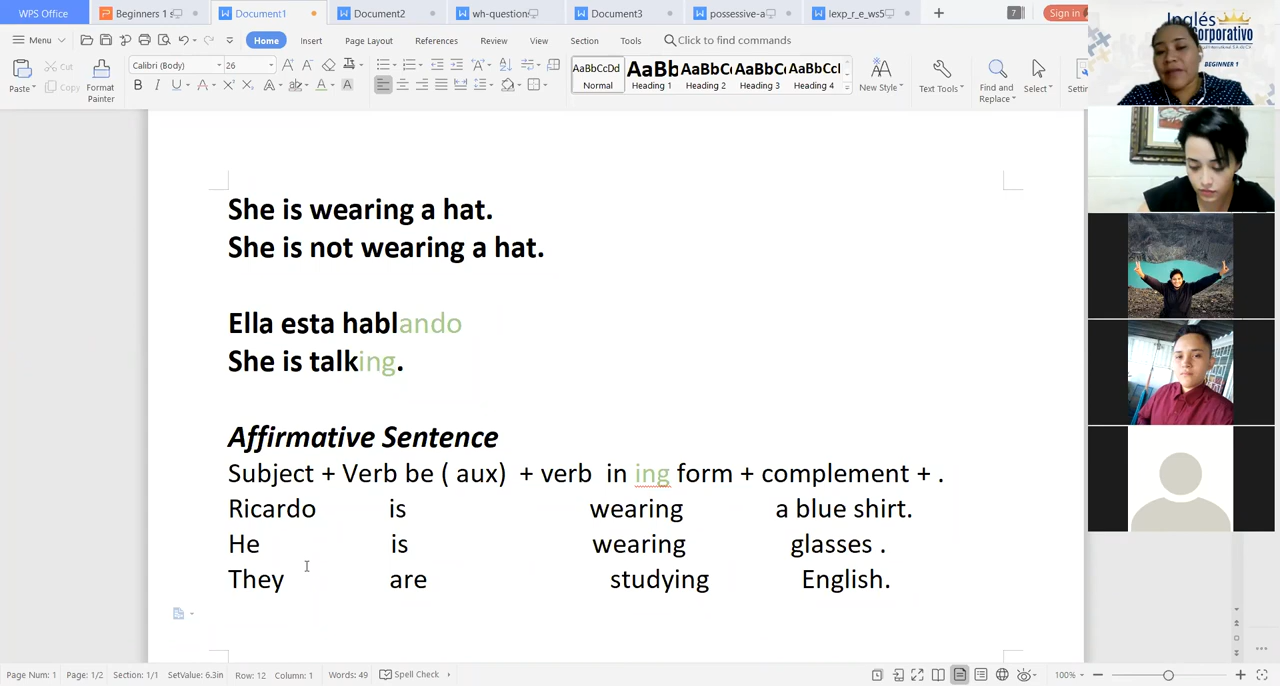 WPS Office
Beginners 1
Document1
Document2
wh-question
Document3
possessive-a
lexp_r_e_ws5
7
Sign in
Menu
Home
Insert
Page Layout
References
Review
View
Section
Tools
Click to find commands
Paste
Cut
Copy
Format Painter
Calibri (Body)
26
AaBbCcDd
Normal
AaBb
Heading 1
AaBbC
Heading 2
AaBbC
Heading 3
AaBbCcl
Heading 4
New Style
Text Tools
Find and Replace
Select
Settin
Inglés
Corporativo
BEGINNER 1
She is wearing a hat.
She is not wearing a hat.
Ella esta hablando
She is talking.
Affirmative Sentence
Subject + Verb be ( aux) + verb in ing form + complement + .
Ricardo is wearing a blue shirt.
He is wearing glasses .
They are studying English.
Page Num: 1 Page: 1/2 Section: 1/1 SetValue: 6.3in Row: 12 Column: 1 Words: 49 Spell Check 100%